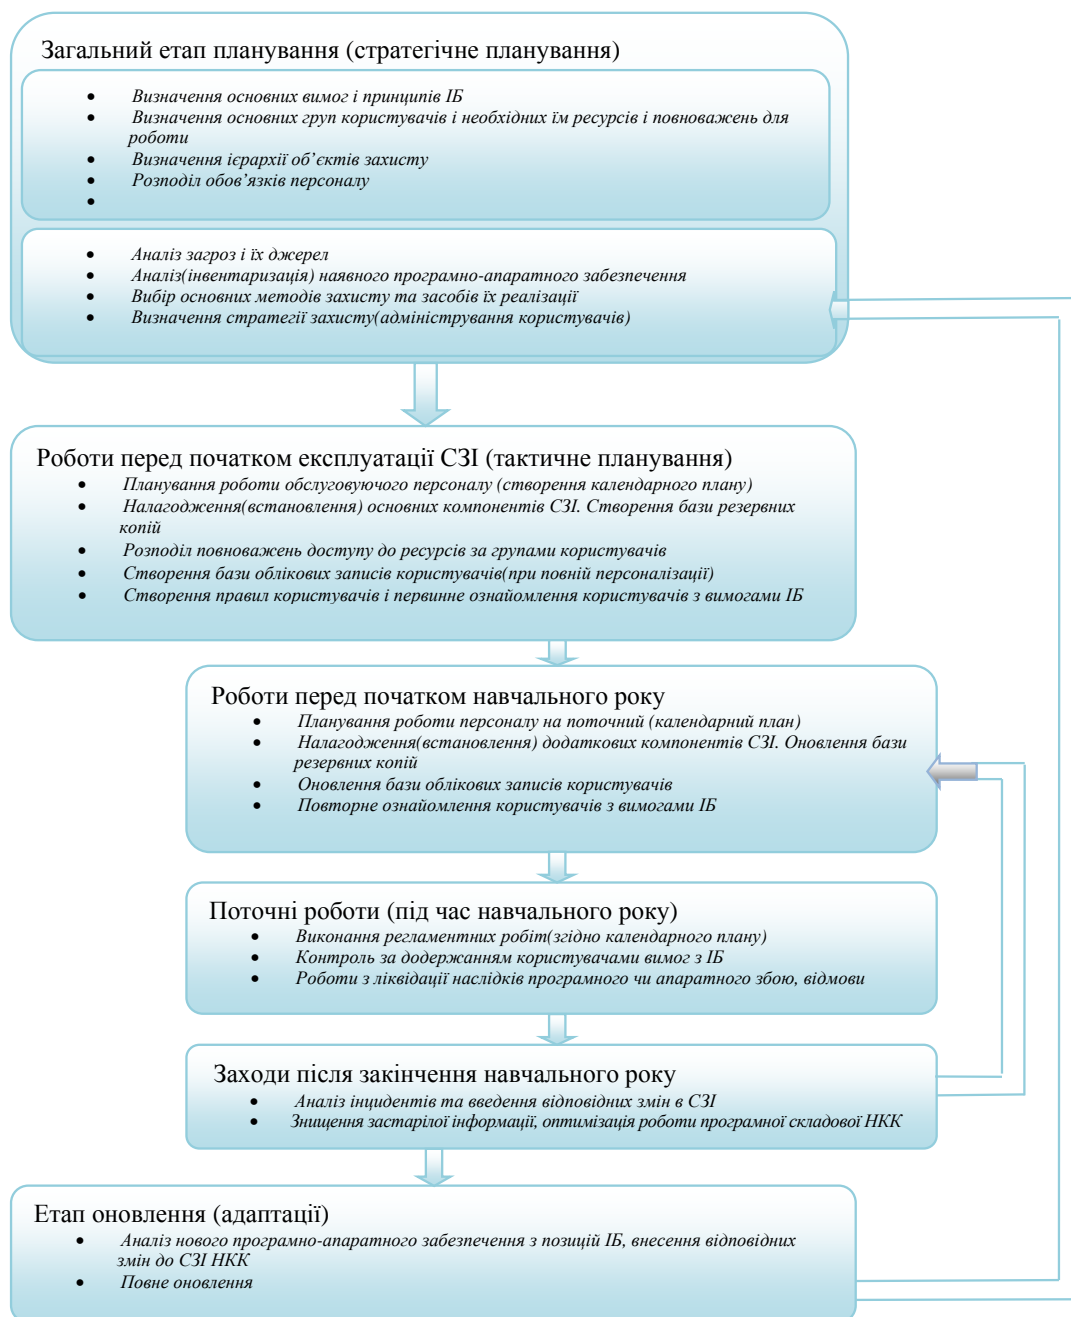 Загальний етап планування (стратегічне планування)
• Визначення основних вимог і принципів ІБ
• Визначення основних груп користувачів і необхідних їм ресурсів і повноважень для
роботи
• Визначення ієрархії об’єктів захисту
• Розподіл обов’язків персоналу
•
• Аналіз загроз і їх джерел
• Аналіз(інвентаризація) наявного програмно-апаратного забезпечення
• Вибір основних методів захисту та засобів їх реалізації
• Визначення стратегії захисту(адміністрування користувачів)
Роботи перед початком експлуатації СЗІ (тактичне планування)
• Планування роботи обслуговуючого персоналу (створення календарного плану)
• Налагодження(встановлення) основних компонентів СЗІ. Створення бази резервних
копій
• Розподіл повноважень доступу до ресурсів за групами користувачів
• Створення бази облікових записів користувачів(при повній персоналізації)
• Створення правил користувачів і первинне ознайомлення користувачів з вимогами ІБ
Роботи перед початком навчального року
• Планування роботи персоналу на поточний (календарний план)
• Налагодження(встановлення) додаткових компонентів СЗІ. Оновлення бази
резервних копій
• Оновлення бази облікових записів користувачів
• Повторне ознайомлення користувачів з вимогами ІБ
Поточні роботи (під час навчального року)
• Виконання регламентних робіт(згідно календарного плану)
• Контроль за додержанням користувачами вимог з ІБ
• Роботи з ліквідації наслідків програмного чи апаратного збою, відмови
Заходи після закінчення навчального року
• Аналіз інцидентів та введення відповідних змін в СЗІ
• Знищення застарілої інформації, оптимізація роботи програмної складової НКК
Етап оновлення (адаптації)
• Аналіз нового програмно-апаратного забезпечення з позицій ІБ, внесення відповідних
змін до СЗІ НКК
• Повне оновлення